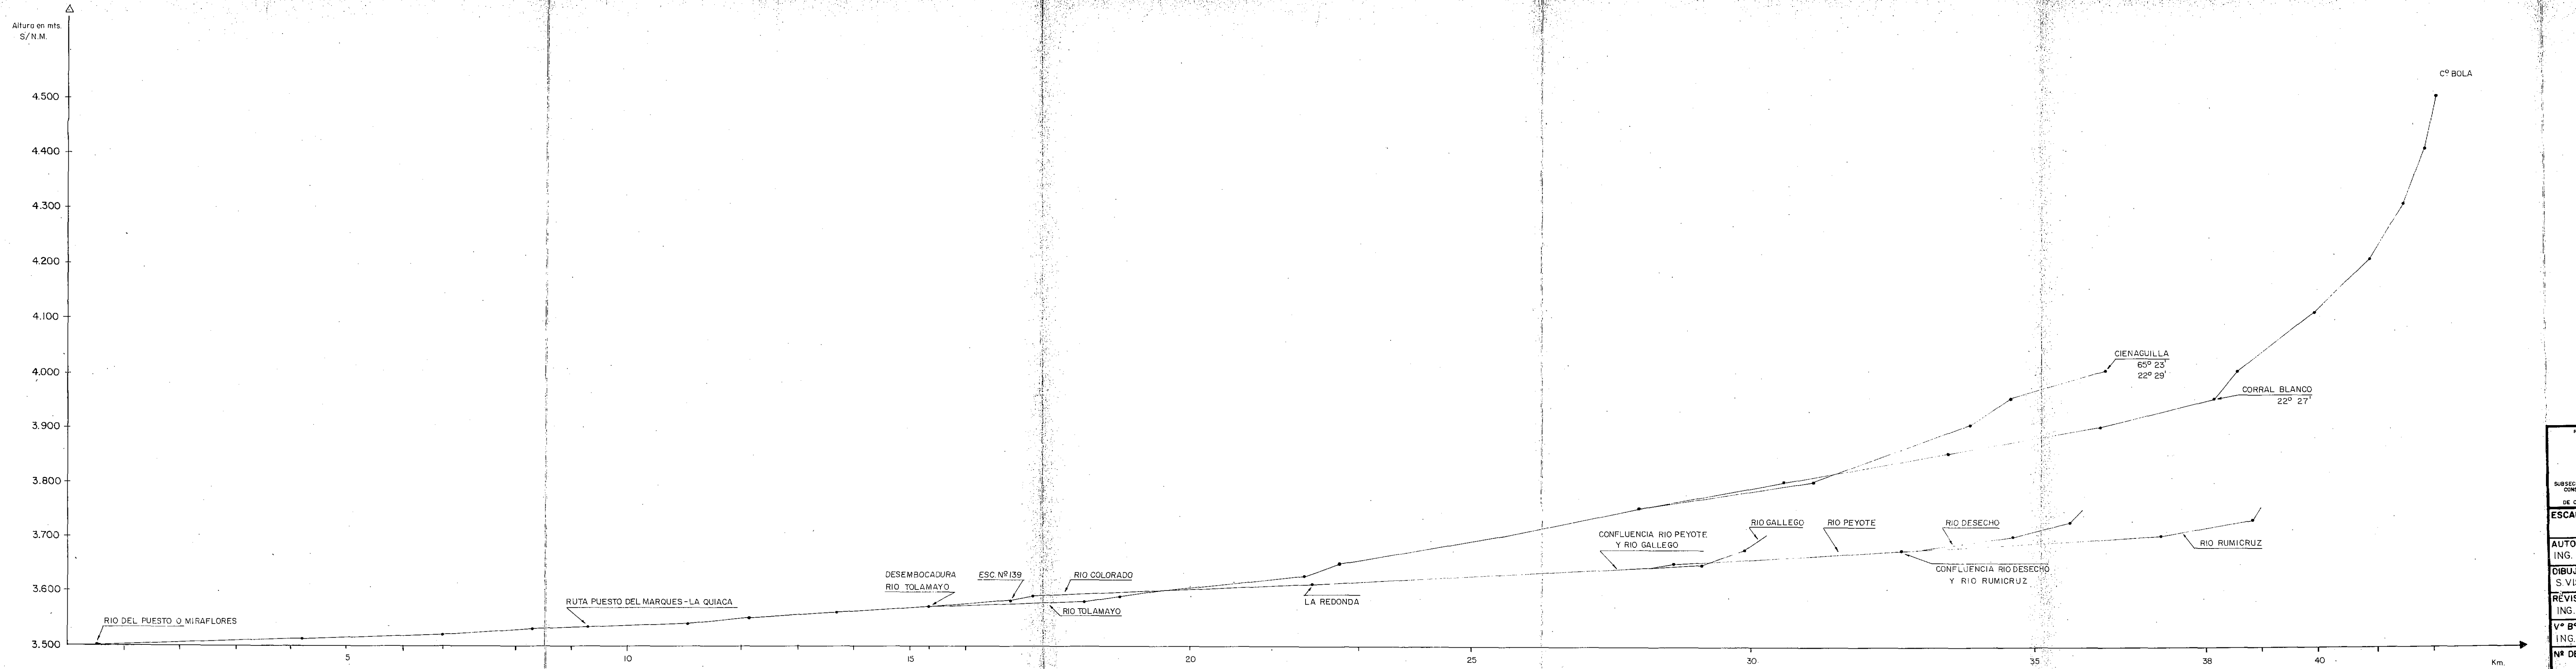 Altura en mts.
S/N.M.
4.500
4.400
4.300
4.200
4.100
4.000
3.900
3.800
3.700
3.600
3.500
Cº BOLA
CIENAGUILLA
65º 23'
22º 29'
CORRAL BLANCO
22º 27'
RIO GALLEGO
RIO PEYOTE
RIO DESECHO
CONFLUENCIA RIO PEYOTE
Y RIO GALLEGO
RIO RUMICRUZ
CONFLUENCIA RIO DESECHO
Y RIO RUMICRUZ
DESEMBOCADURA
RIO TOLAMAYO
ESC. Nº 139
RIO COLORADO
LA REDONDA
RUTA PUESTO DEL MARQUES - LA QUIACA
RIO TOLAMAYO
RIO DEL PUESTO O MIRAFLORES
5
10
15
20
25
30
35
38
40
Km.
SUBSEC
CONS
DE C
ESCA
AUTO
ING.
DIBUJ
S. VI
REVIS
ING.
Vº Bº
ING.
Nº DE